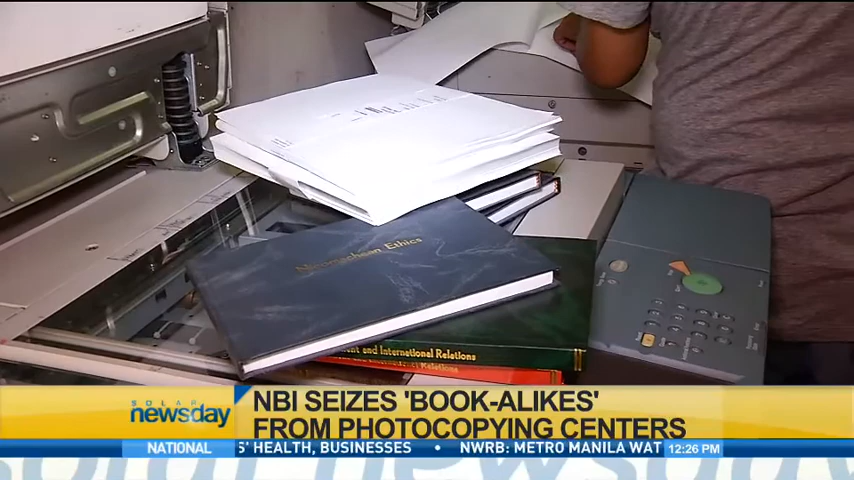 Nicomachean Ethics
ment and International Relations
SOLAR
newsday
NBI SEIZES 'BOOK-ALIKES'
FROM PHOTOCOPYING CENTERS
NATIONAL
S' HEALTH, BUSINESSES • NWRB: METRO MANILA WAT
12:26 PM